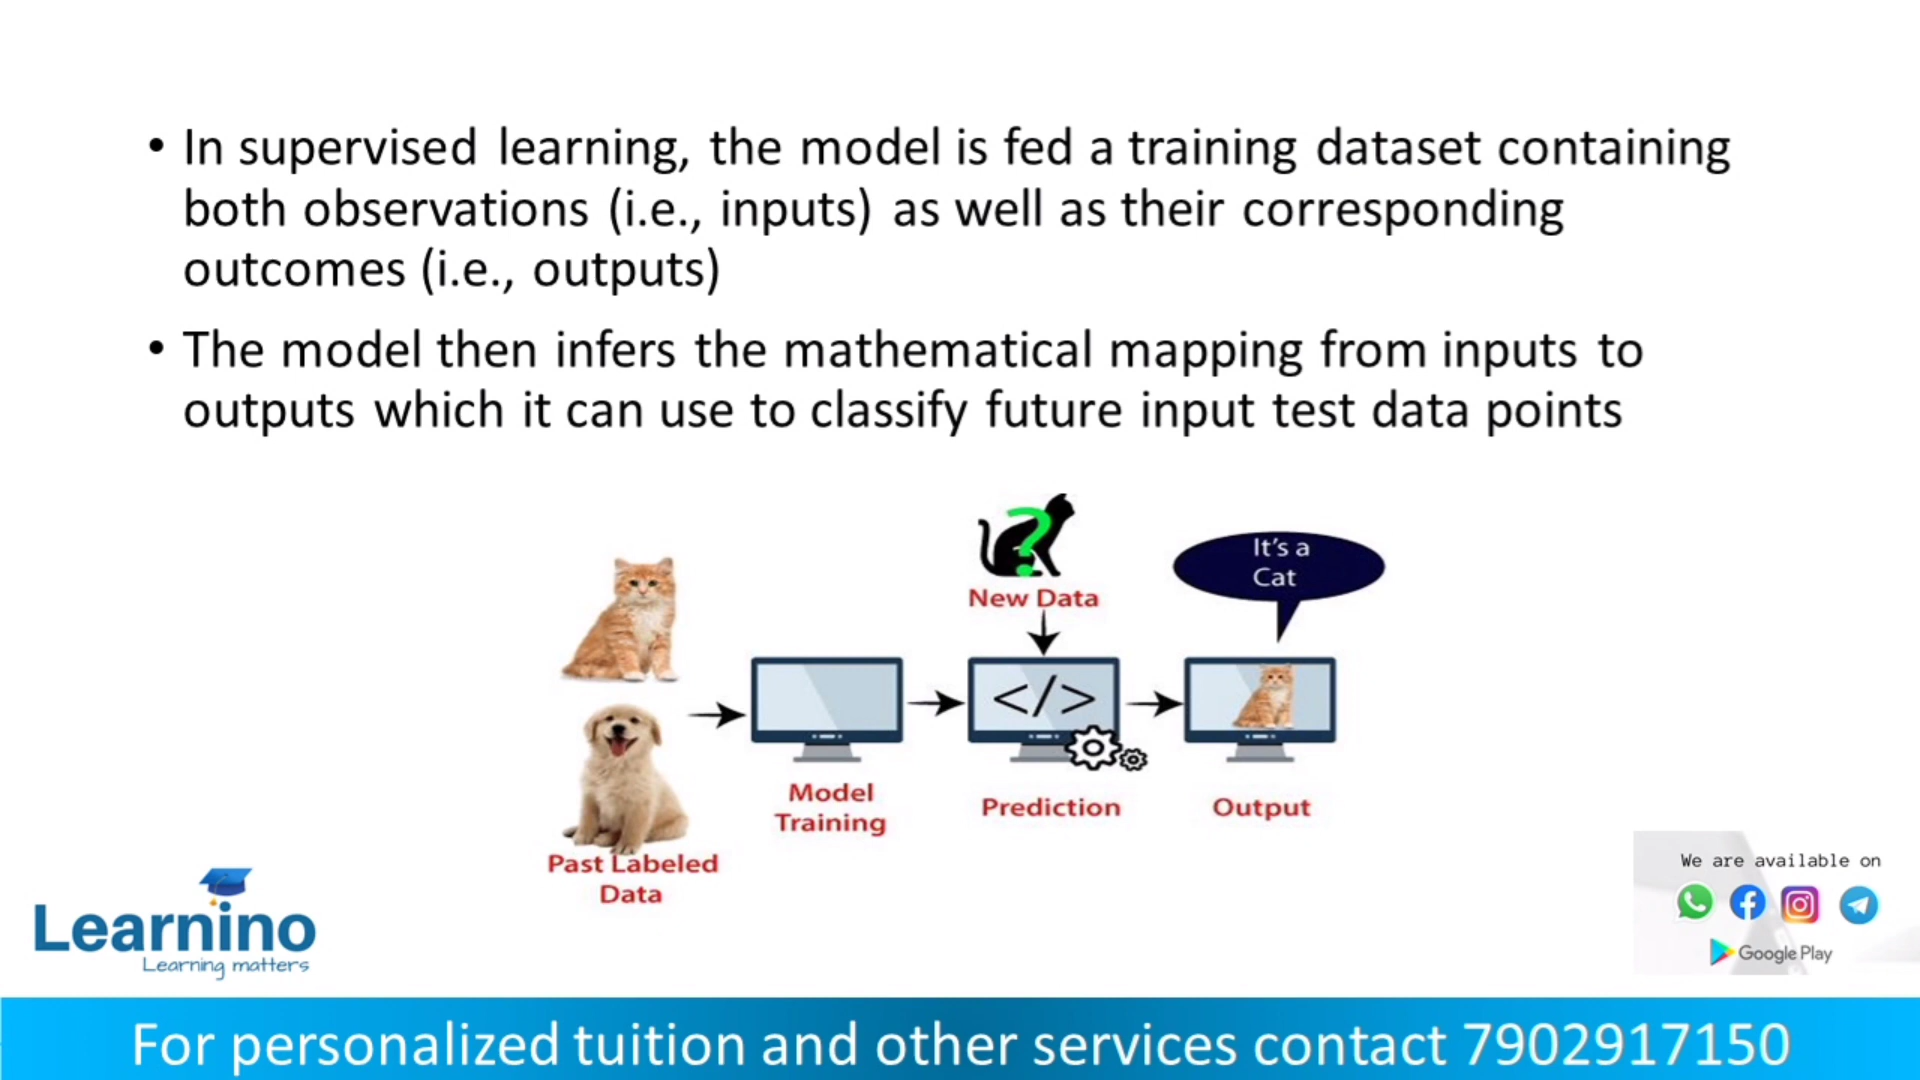 • In supervised learning, the model is fed a training dataset containing
both observations (i.e., inputs) as well as their corresponding
outcomes (i.e., outputs)
• The model then infers the mathematical mapping from inputs to
outputs which it can use to classify future input test data points
?
New Data
It's a
Cat
</>
Model
Training
Prediction
Output
Past Labeled
Data
Learnino
Learning matters
We are available on
Google Play
For personalized tuition and other services contact 7902917150